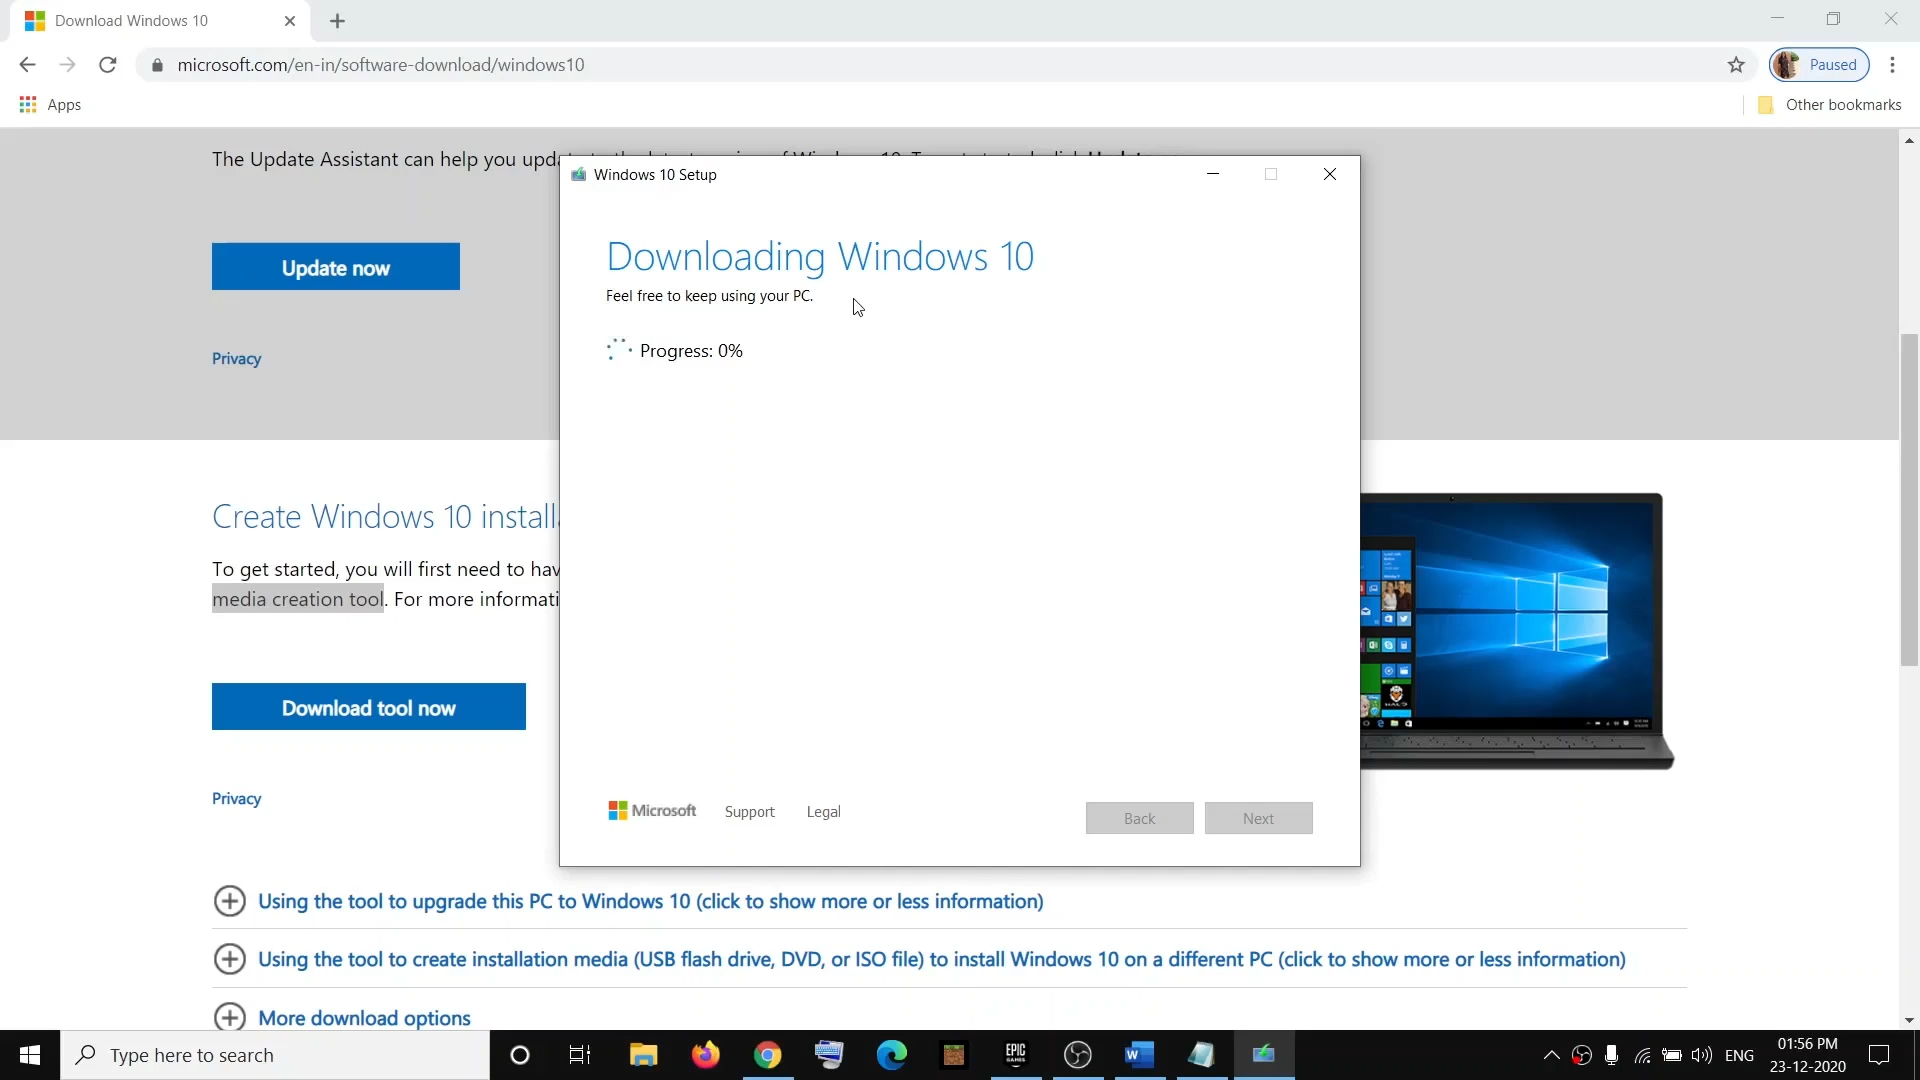 Download Windows 10
microsoft.com/en-in/software-download/windows10
Paused
Apps
Other bookmarks
The Update Assistant can help you
Windows 10 Setup
Update now
Downloading Windows 10
Feel free to keep using your PC.
Progress: 0%
Privacy
Create Windows 10
To get started, you will first need to
media creation tool. For more
Download tool now
Privacy
Microsoft
Support
Legal
Back
Next
Using the tool to upgrade this PC to Windows 10 (click to show more or less information)
Using the tool to create installation media (USB flash drive, DVD, or ISO file) to install Windows 10 on a different PC (click to show more or less information)
More download options
Type here to search
EPIC
GAMES
ENG
01:56 PM
23-12-2020